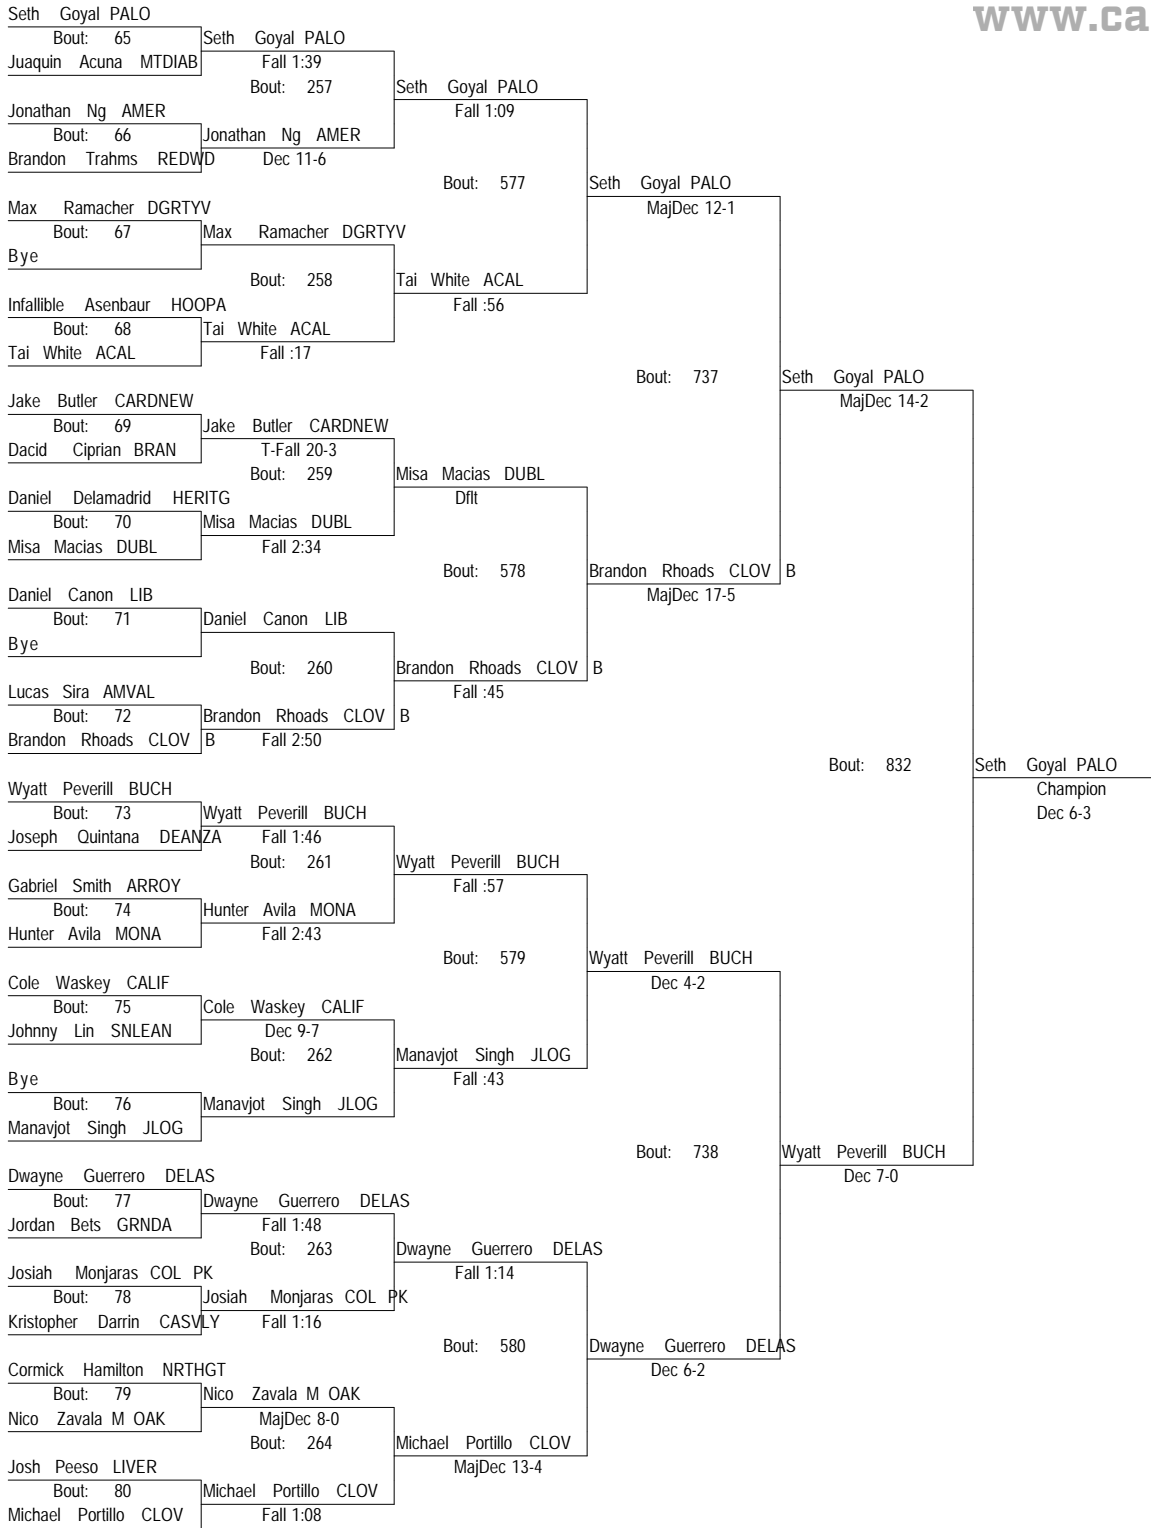 www.ca
Seth Goyal PALO
Bout: 65 Seth Goyal PALO
Juaquin Acuna MTDIAB Fall 1:39
Bout: 257 Seth Goyal PALO
Jonathan Ng AMER Fall 1:09
Bout: 66 Jonathan Ng AMER
Brandon Trahms REDWD Dec 11-6
Bout: 577 Seth Goyal PALO
Max Ramacher DGRTYV MajDec 12-1
Bout: 67 Max Ramacher DGRTYV
Bye
Bout: 258 Tai White ACAL
Infallible Asenbaur HOOPA Fall :56
Bout: 68 Tai White ACAL
Tai White ACAL Fall :17
Bout: 737 Seth Goyal PALO
Jake Butler CARDNEW MajDec 14-2
Bout: 69 Jake Butler CARDNEW
Dacid Ciprian BRAN T-Fall 20-3
Bout: 259 Misa Macias DUBL
Daniel Delamadrid HERITG Dflt
Bout: 70 Misa Macias DUBL
Misa Macias DUBL Fall 2:34
Bout: 578 Brandon Rhoads CLOV B
Daniel Canon LIB MajDec 17-5
Bout: 71 Daniel Canon LIB
Bye
Bout: 260 Brandon Rhoads CLOV B
Lucas Sira AMVAL Fall :45
Bout: 72 Brandon Rhoads CLOV B
Brandon Rhoads CLOV B Fall 2:50
Bout: 832 Seth Goyal PALO
Wyatt Peverill BUCH Champion
Bout: 73 Wyatt Peverill BUCH Dec 6-3
Joseph Quintana DEANZA Fall 1:46
Bout: 261 Wyatt Peverill BUCH
Gabriel Smith ARROY Fall :57
Bout: 74 Hunter Avila MONA
Hunter Avila MONA Fall 2:43
Bout: 579 Wyatt Peverill BUCH
Cole Waskey CALIF Dec 4-2
Bout: 75 Cole Waskey CALIF
Johnny Lin SNLEAN Dec 9-7
Bout: 262 Manavjot Singh JLOG
Bye Fall :43
Bout: 76 Manavjot Singh JLOG
Manavjot Singh JLOG
Bout: 738 Wyatt Peverill BUCH
Dwayne Guerrero DELAS Dec 7-0
Bout: 77 Dwayne Guerrero DELAS
Jordan Bets GRNDA Fall 1:48
Bout: 263 Dwayne Guerrero DELAS
Josiah Monjaras COL PK Fall 1:14
Bout: 78 Josiah Monjaras COL PK
Kristopher Darrin CASVLY Fall 1:16
Bout: 580 Dwayne Guerrero DELAS
Cormick Hamilton NRTHGT Dec 6-2
Bout: 79 Nico Zavala M OAK
Nico Zavala M OAK MajDec 8-0
Bout: 264 Michael Portillo CLOV
Josh Peeso LIVER MajDec 13-4
Bout: 80 Michael Portillo CLOV
Michael Portillo CLOV Fall 1:08